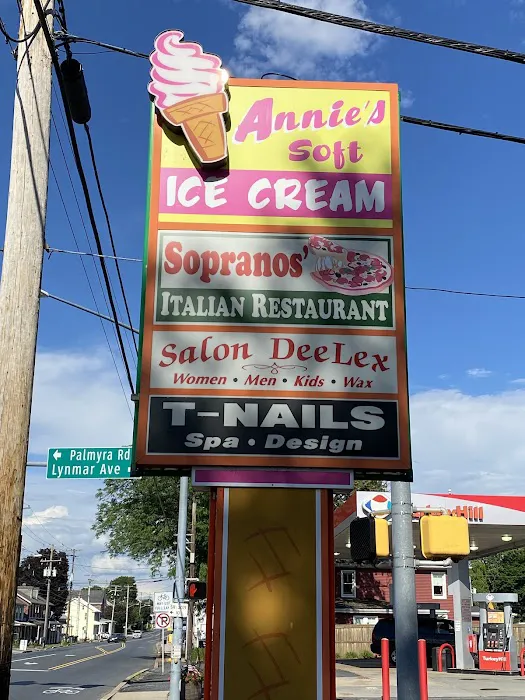 Annie's
Soft
ICE CREAM
Sopranos'
ITALIAN RESTAURANT
Salon DeeLex
Women • Men • Kids • Wax
T-NAILS
Spa • Design
← Palmyra Rd
Lynmar Ave
P